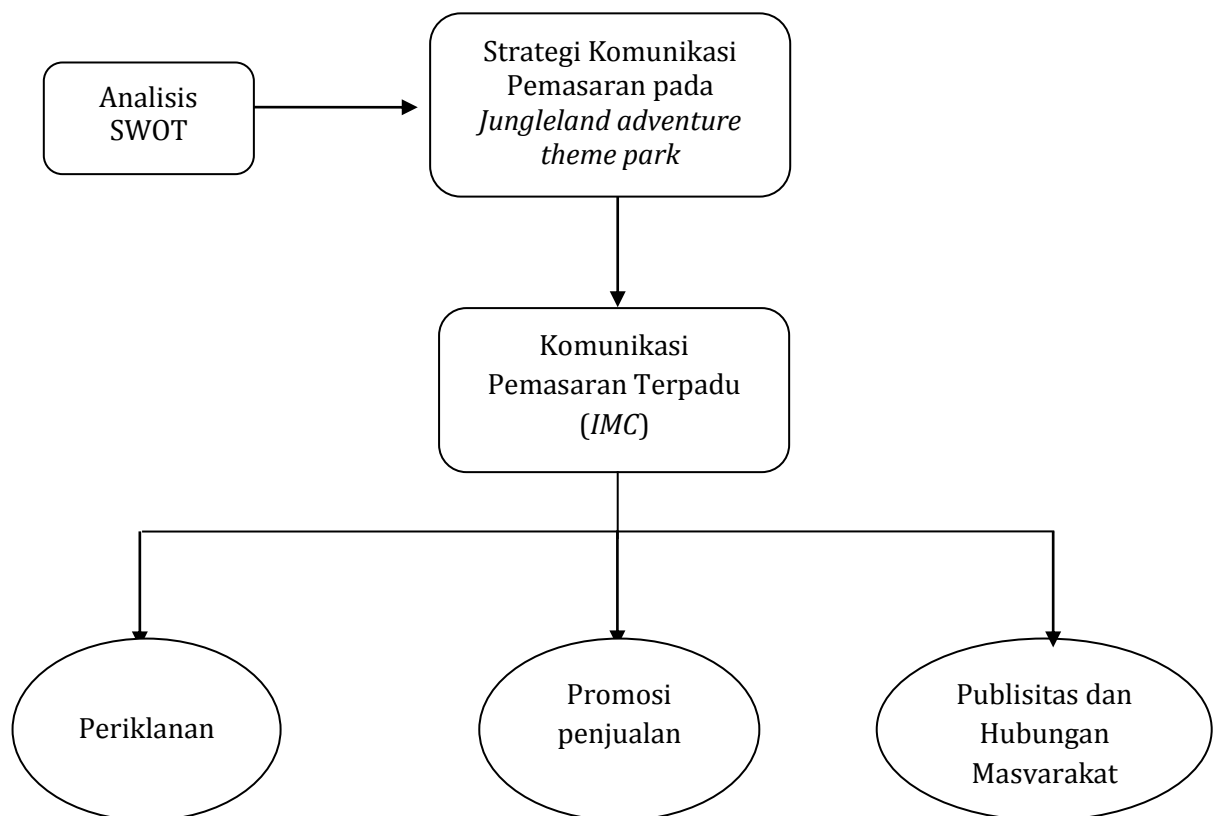 Analisis
SWOT
Strategi Komunikasi
Pemasaran pada
Jungleland adventure
theme park
Komunikasi
Pemasaran Terpadu
(IMC)
Periklanan
Promosi
penjualan
Publisitas dan
Hubungan
Masvarakat